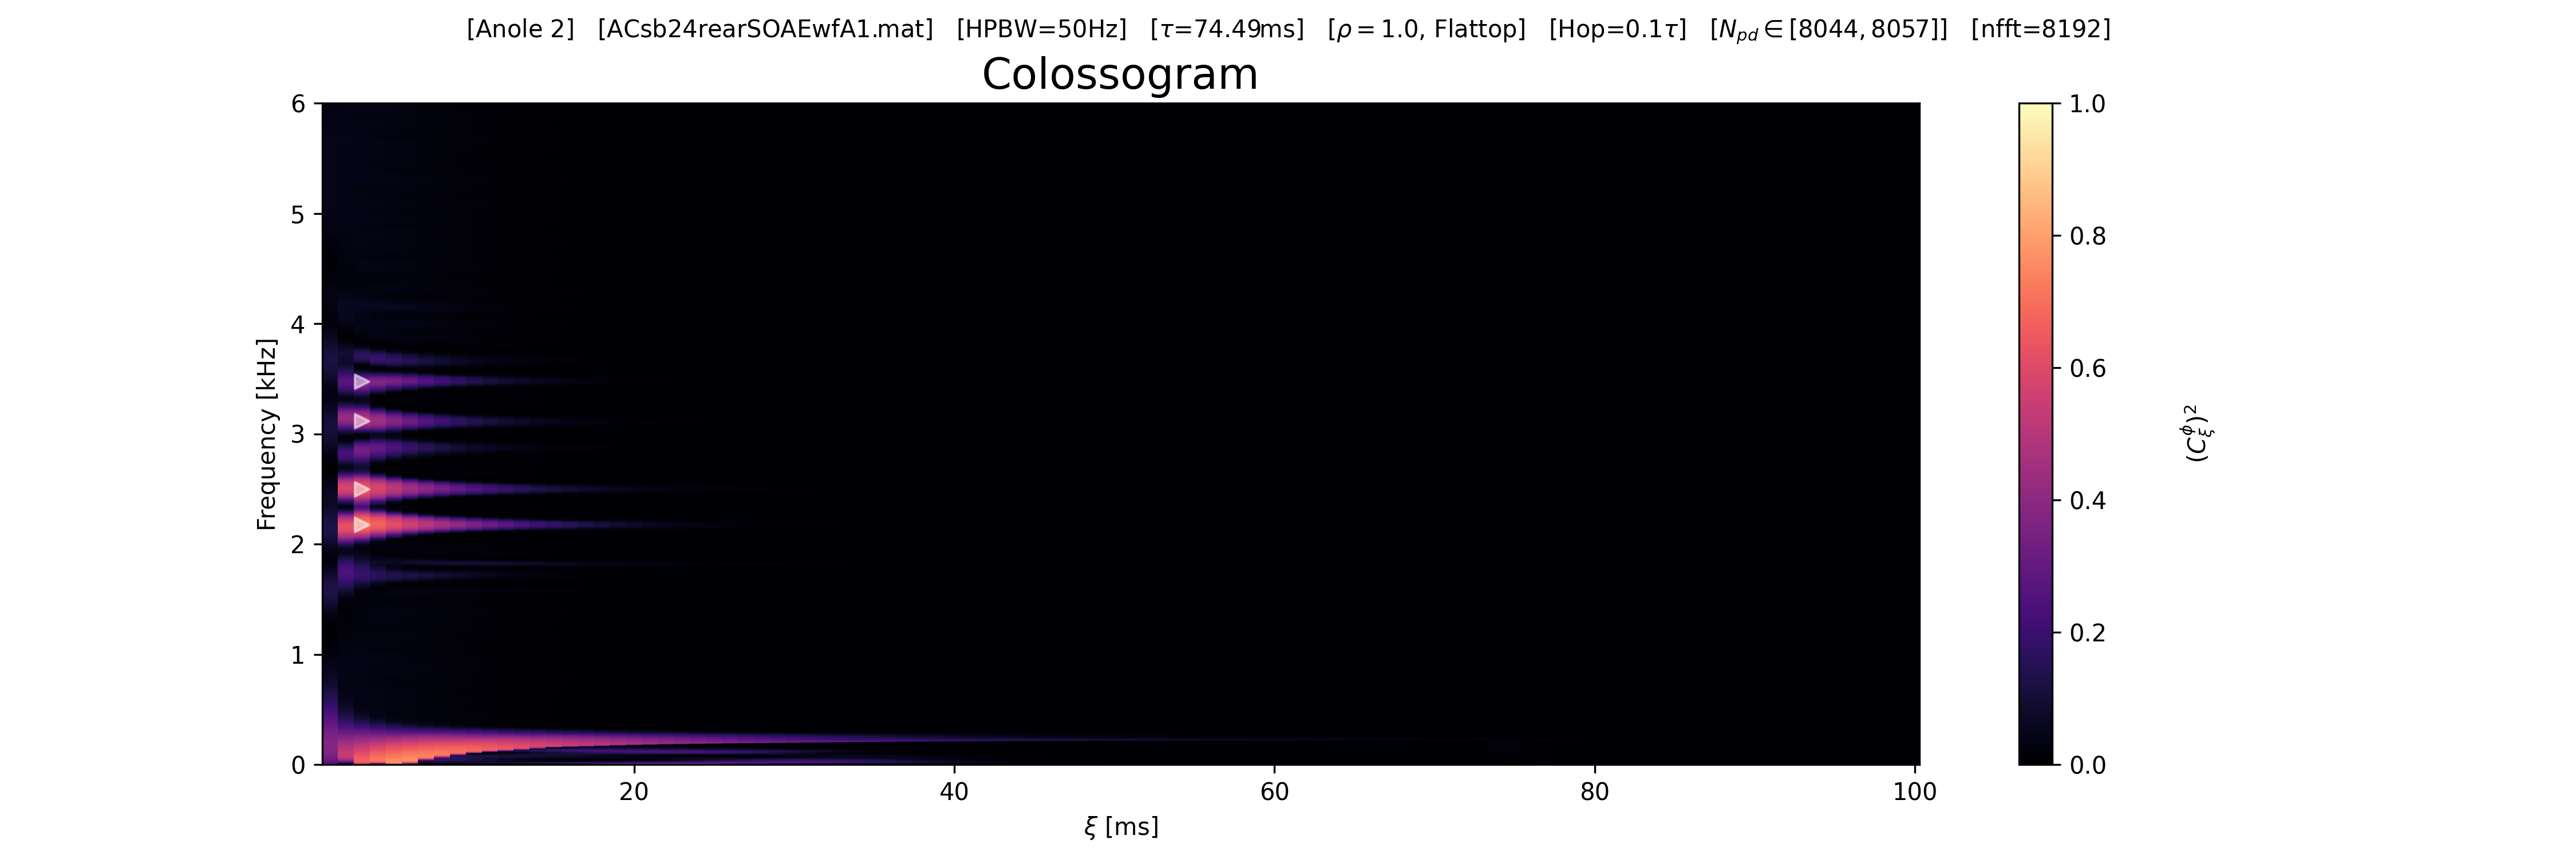 [Anole 2] [ACsb24rearSOAEwfA1.mat] [HPBW=50Hz] [τ=74.49ms] [ρ = 1.0, Flattop] [Hop=0.1τ] [N_pd ∈ [8044, 8057]] [nfft=8192]
Colossogram
Frequency [kHz]
6
5
4
3
2
1
0
20 40 60 80 100
ξ [ms]
1.0
0.8
0.6
0.4
0.2
0.0
(C_ξ^ϕ)²